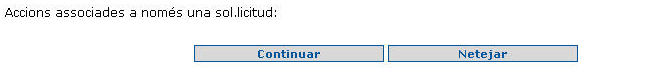 Accions associades a només una sol.licitud:
Continuar Netejar